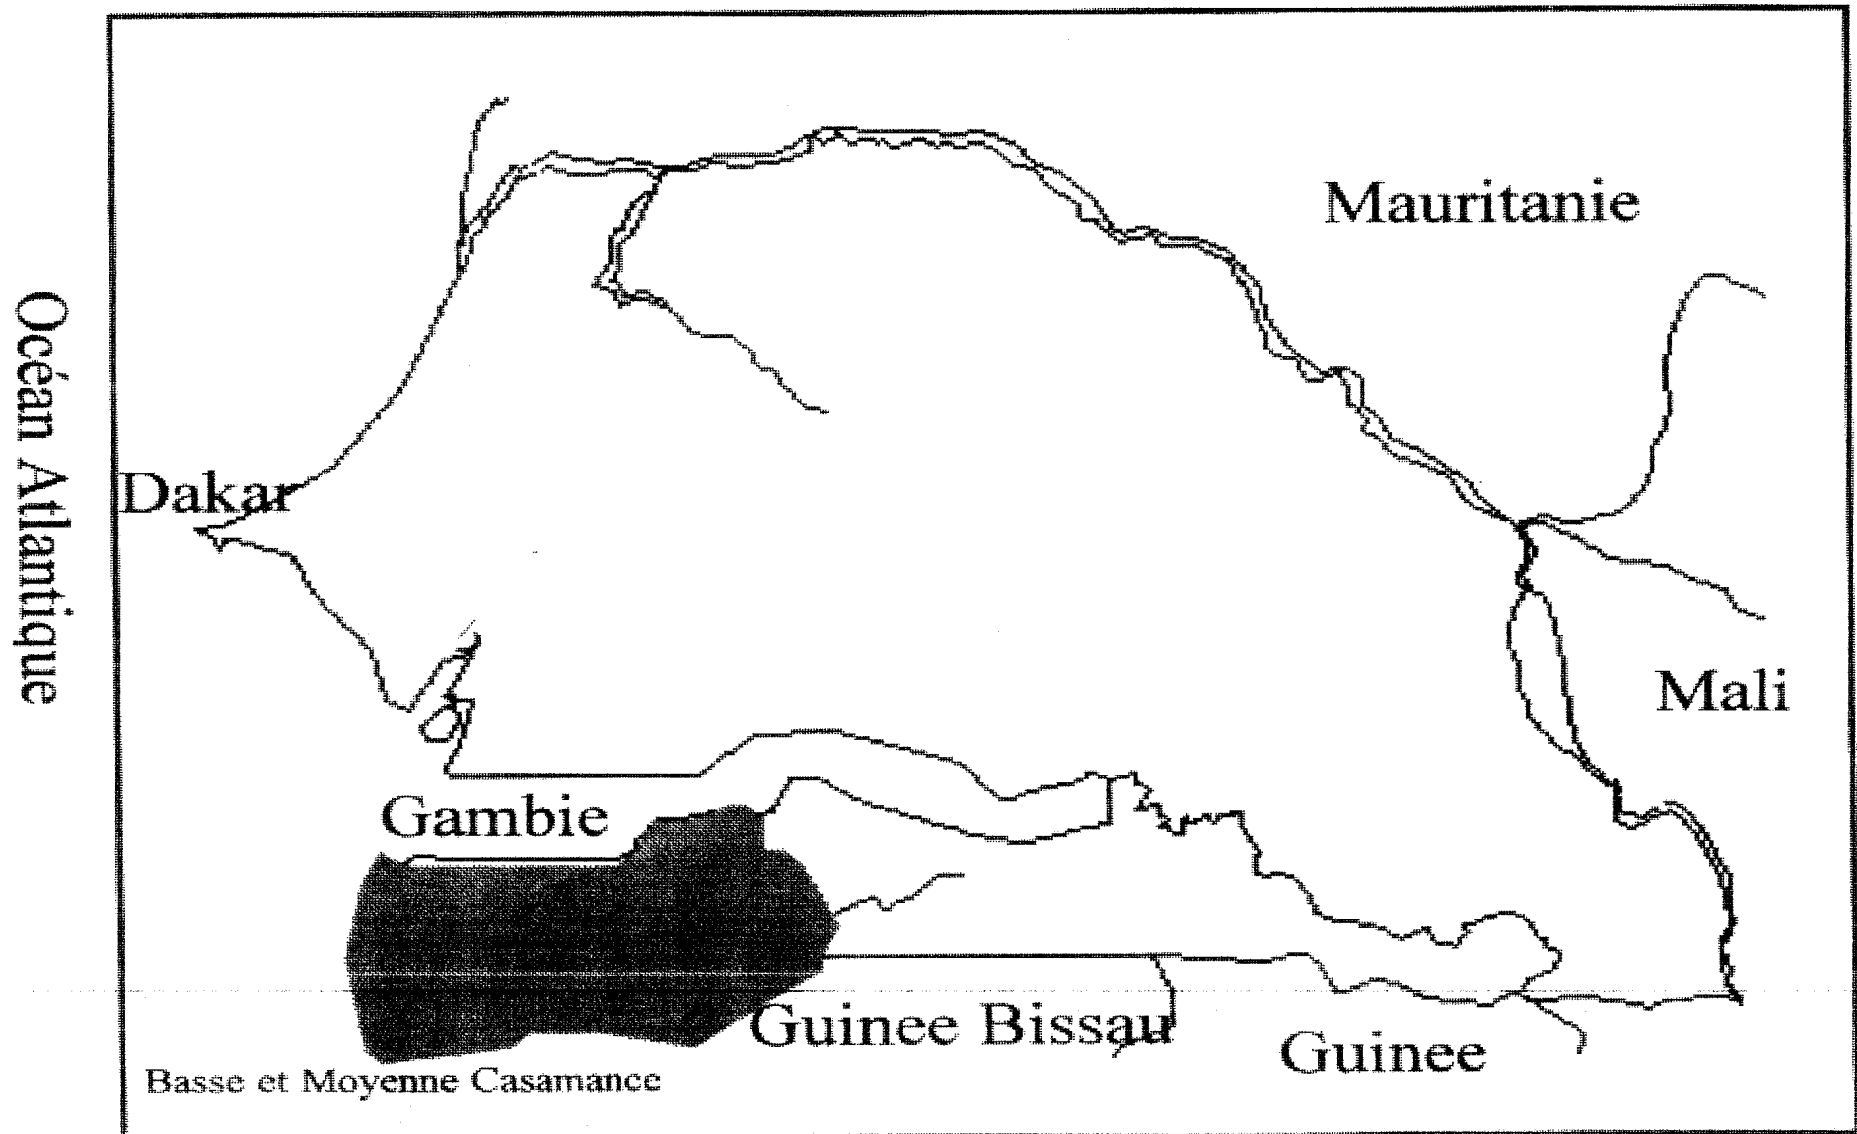 Mauritanie
Océan Atlantique
Dakar
Mali
Gambie
Guinee Bissau
Guinee
Basse et Moyenne Casamance